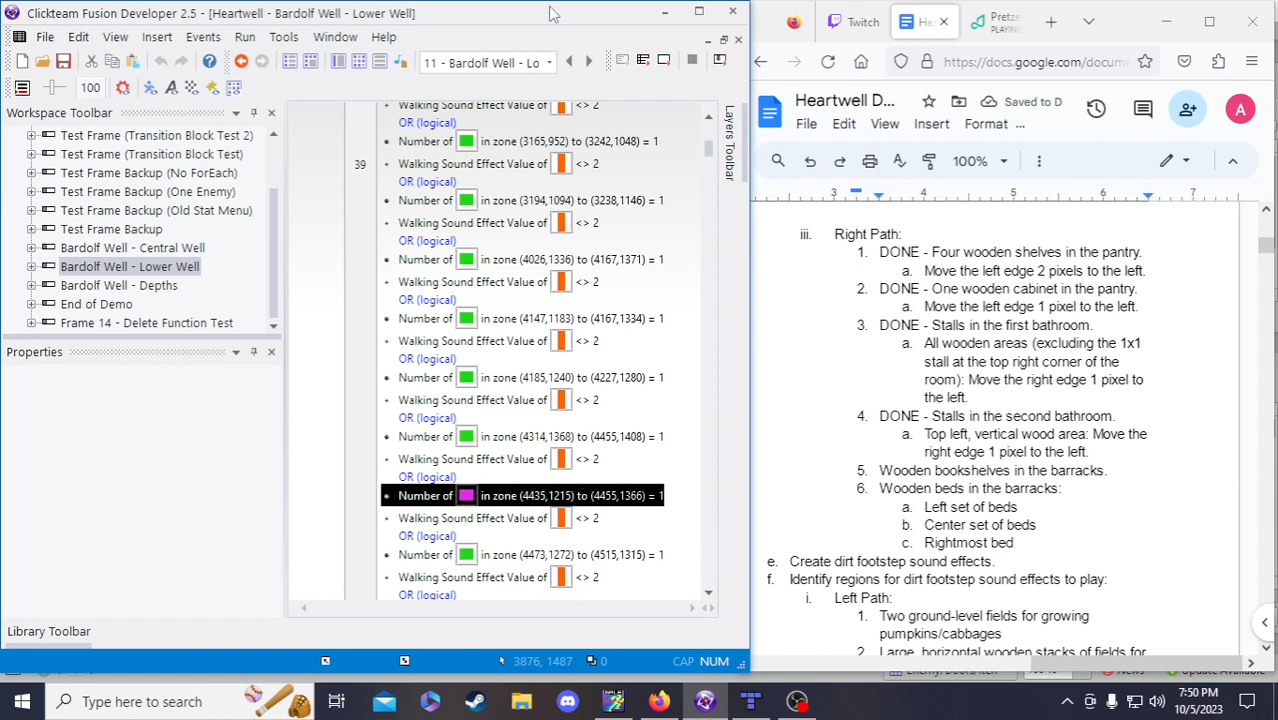 Clickteam Fusion Developer 2.5 - [Heartwell - Bardolf Well - Lower Well]
File Edit View Insert Events Run Tools Window Help
11 - Bardolf Well - Lo
100
Workspace Toolbar
Test Frame (Transition Block Test 2)
Test Frame (Transition Block Test)
Test Frame Backup (No ForEach)
Test Frame Backup (One Enemy)
Test Frame Backup (Old Stat Menu)
Test Frame Backup
Bardolf Well - Central Well
Bardolf Well - Lower Well
Bardolf Well - Depths
End of Demo
Frame 14 - Delete Function Test
Properties
Library Toolbar
Layers Toolbar
39
Walking Sound Effect Value of <> 2
OR (logical)
Number of in zone (3165,952) to (3242,1048) = 1
Walking Sound Effect Value of <> 2
OR (logical)
Number of in zone (3194,1094) to (3238,1146) = 1
Walking Sound Effect Value of <> 2
OR (logical)
Number of in zone (4026,1336) to (4167,1371) = 1
Walking Sound Effect Value of <> 2
OR (logical)
Number of in zone (4147,1183) to (4167,1334) = 1
Walking Sound Effect Value of <> 2
OR (logical)
Number of in zone (4185,1240) to (4227,1280) = 1
Walking Sound Effect Value of <> 2
OR (logical)
Number of in zone (4314,1368) to (4455,1408) = 1
Walking Sound Effect Value of <> 2
OR (logical)
Number of in zone (4435,1215) to (4455,1366) = 1
Walking Sound Effect Value of <> 2
OR (logical)
Number of in zone (4473,1272) to (4515,1315) = 1
Walking Sound Effect Value of <> 2
OR (logical)
3876, 1487 0 CAP NUM
Twitch
He
Pretzel
PLAYING
https://docs.google.com/docume
Heartwell D...
Saved to D
File Edit View Insert Format ...
A
100%
3 4 5 6 7
iii. Right Path:
1. DONE - Four wooden shelves in the pantry.
a. Move the left edge 2 pixels to the left.
2. DONE - One wooden cabinet in the pantry.
a. Move the left edge 1 pixel to the left.
3. DONE - Stalls in the first bathroom.
a. All wooden areas (excluding the 1x1
stall at the top right corner of the
room): Move the right edge 1 pixel to
the left.
4. DONE - Stalls in the second bathroom.
a. Top left, vertical wood area: Move the
right edge 1 pixel to the left.
5. Wooden bookshelves in the barracks.
6. Wooden beds in the barracks:
a. Left set of beds
b. Center set of beds
c. Rightmost bed
e. Create dirt footstep sound effects.
f. Identify regions for dirt footstep sound effects to play:
i. Left Path:
1. Two ground-level fields for growing
pumpkins/cabbages
2. Large, horizontal wooden stacks of fields for
Type here to search
7:50 PM
10/5/2023